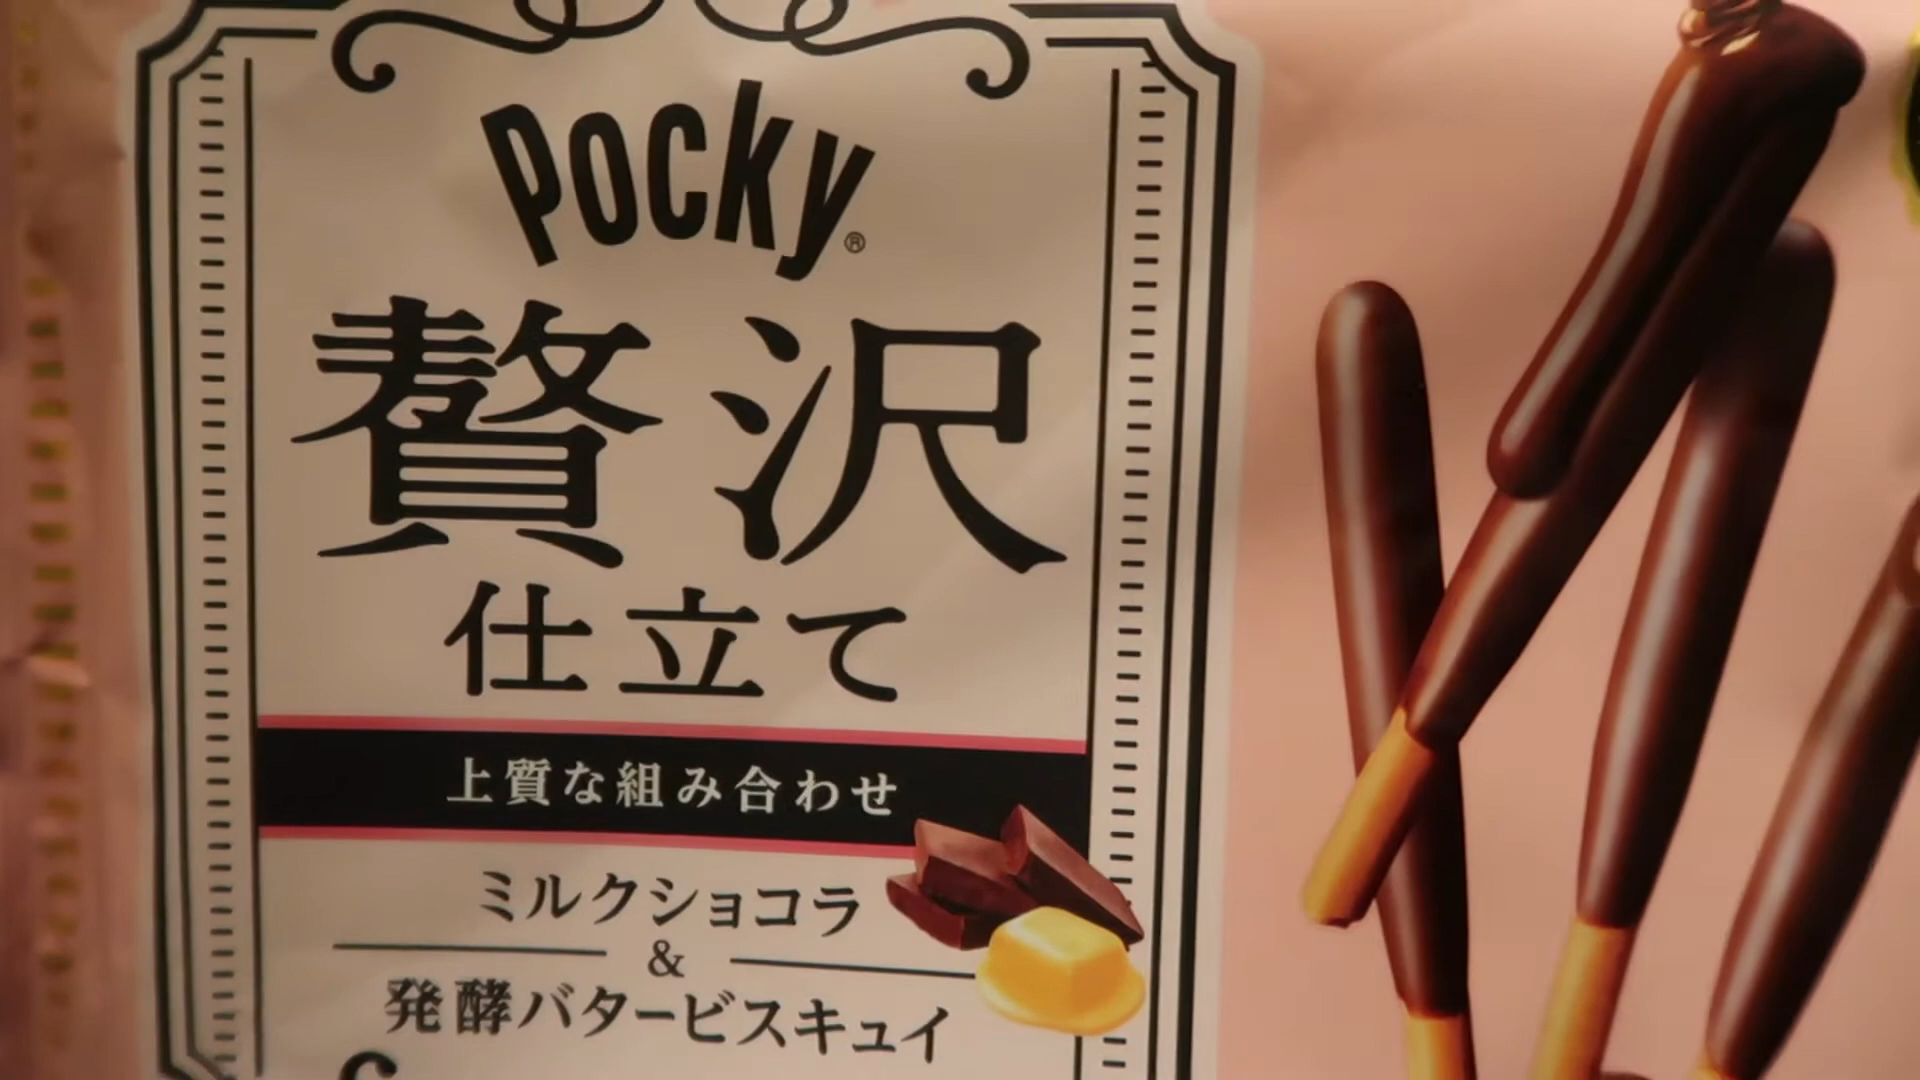 Pocky®
贅沢
仕立て
上質な組み合わせ
ミルクショコラ
&
発酵バタービスキュイ